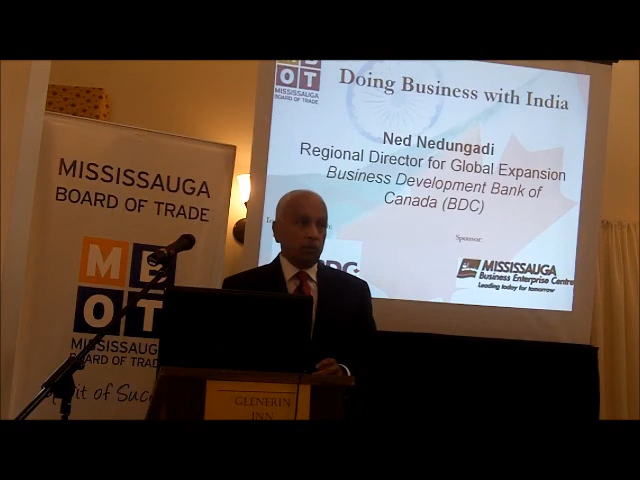 BOT
MISSISSAUGA
BOARD OF TRADE
Doing Business with India
Ned Nedungadi
Regional Director for Global Expansion
Business Development Bank of
Canada (BDC)
Sponsor:
MISSISSAUGA
Business Enterprise Centre
Leading today for tomorrow
MISSISSAUGA
BOARD OF TRADE
MB
OT
MISSISSAUGA
BOARD OF TRADE
of
GLENERIN
INN